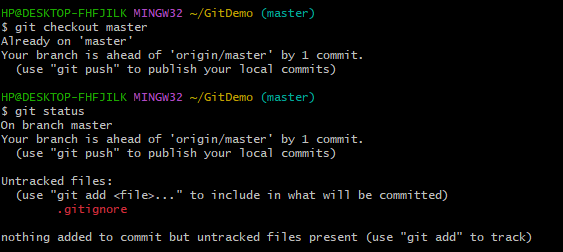 HP@DESKTOP-FHFJILK MINGW32 ~/GitDemo (master)
$ git checkout master
Already on 'master'
Your branch is ahead of 'origin/master' by 1 commit.
  (use "git push" to publish your local commits)

HP@DESKTOP-FHFJILK MINGW32 ~/GitDemo (master)
$ git status
On branch master
Your branch is ahead of 'origin/master' by 1 commit.
  (use "git push" to publish your local commits)

Untracked files:
  (use "git add <file>..." to include in what will be committed)
        .gitignore

nothing added to commit but untracked files present (use "git add" to track)